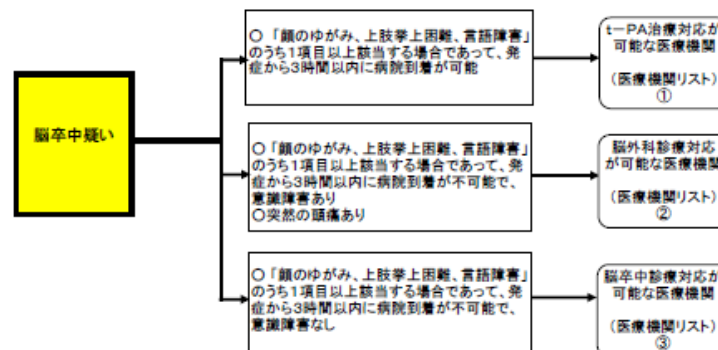 脳卒中疑い
○「顔のゆがみ、上肢挙上困難、言語障害」
のうち1項目以上該当する場合であって、発
症から3時間以内に病院到着が可能
t-PA治療対応が
可能な医療機関
(医療機関リスト)
①
○「顔のゆがみ、上肢挙上困難、言語障害」
のうち1項目以上該当する場合であって、発
症から3時間以内に病院到着が不可能で、
意識障害あり
○突然の頭痛あり
脳外科診療対応
が可能な医療機関
(医療機関リスト)
②
○「顔のゆがみ、上肢挙上困難、言語障害」
のうち1項目以上該当する場合であって、発
症から3時間以内に病院到着が不可能で、
意識障害なし
脳卒中診療対応が
可能な医療機関
(医療機関リスト)
③